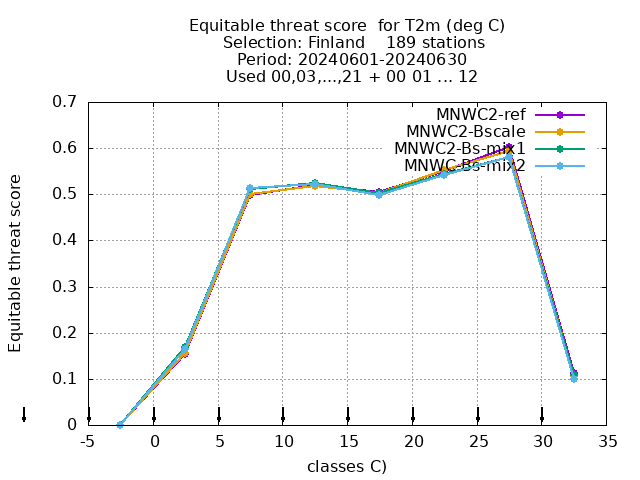 Equitable threat score  for T2m (deg C)
Selection: Finland    189 stations
Period: 20240601-20240630
Used 00,03,...,21 + 00 01 ... 12
MNWC2-ref
MNWC2-Bscale
MNWC2-Bs-mix1
MNWC-Bs-mix2
Equitable threat score
0.7
0.6
0.5
0.4
0.3
0.2
0.1
0
-5 0 5 10 15 20 25 30 35
classes C)